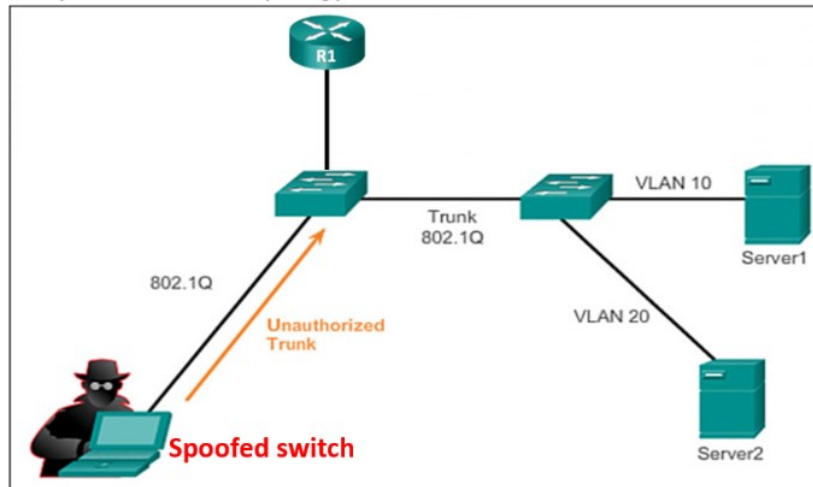 R1
VLAN 10
Trunk
802.1Q
Server1
802.1Q
Unauthorized
Trunk
VLAN 20
Spoofed switch
Server2